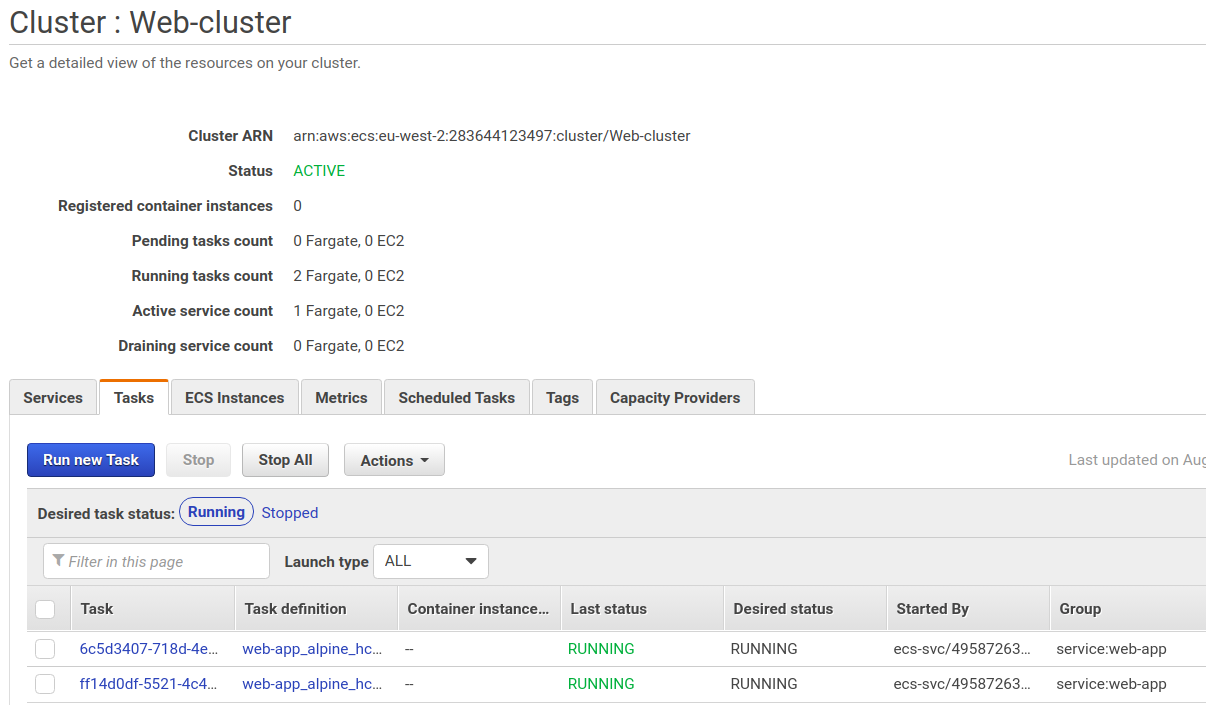 Cluster : Web-cluster
Get a detailed view of the resources on your cluster.
Cluster ARN arn:aws:ecs:eu-west-2:283644123497:cluster/Web-cluster
Status ACTIVE
Registered container instances 0
Pending tasks count 0 Fargate, 0 EC2
Running tasks count 2 Fargate, 0 EC2
Active service count 1 Fargate, 0 EC2
Draining service count 0 Fargate, 0 EC2
Services Tasks ECS Instances Metrics Scheduled Tasks Tags Capacity Providers
Run new Task Stop Stop All Actions Last updated on Aug
Desired task status: Running Stopped
Filter in this page Launch type ALL
Task Task definition Container instance... Last status Desired status Started By Group
6c5d3407-718d-4e... web-app_alpine_hc... -- RUNNING RUNNING ecs-svc/49587263... service:web-app
ff14d0df-5521-4c4... web-app_alpine_hc... -- RUNNING RUNNING ecs-svc/49587263... service:web-app